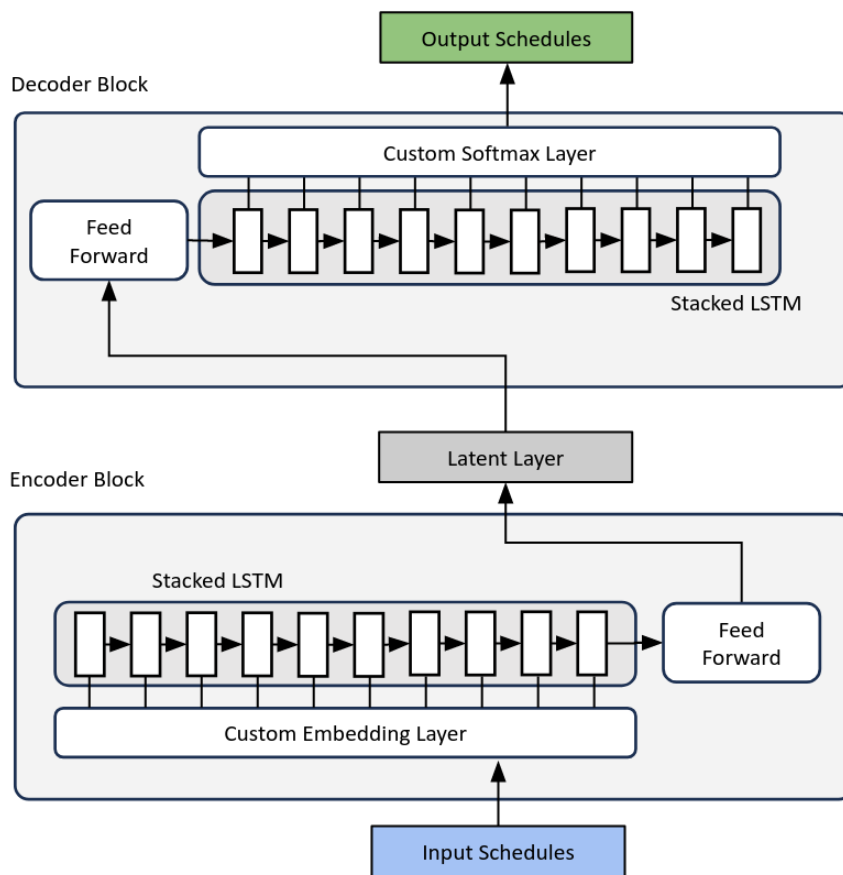 Output Schedules
Decoder Block
Custom Softmax Layer
Feed
Forward
Stacked LSTM
Latent Layer
Encoder Block
Stacked LSTM
Feed
Forward
Custom Embedding Layer
Input Schedules